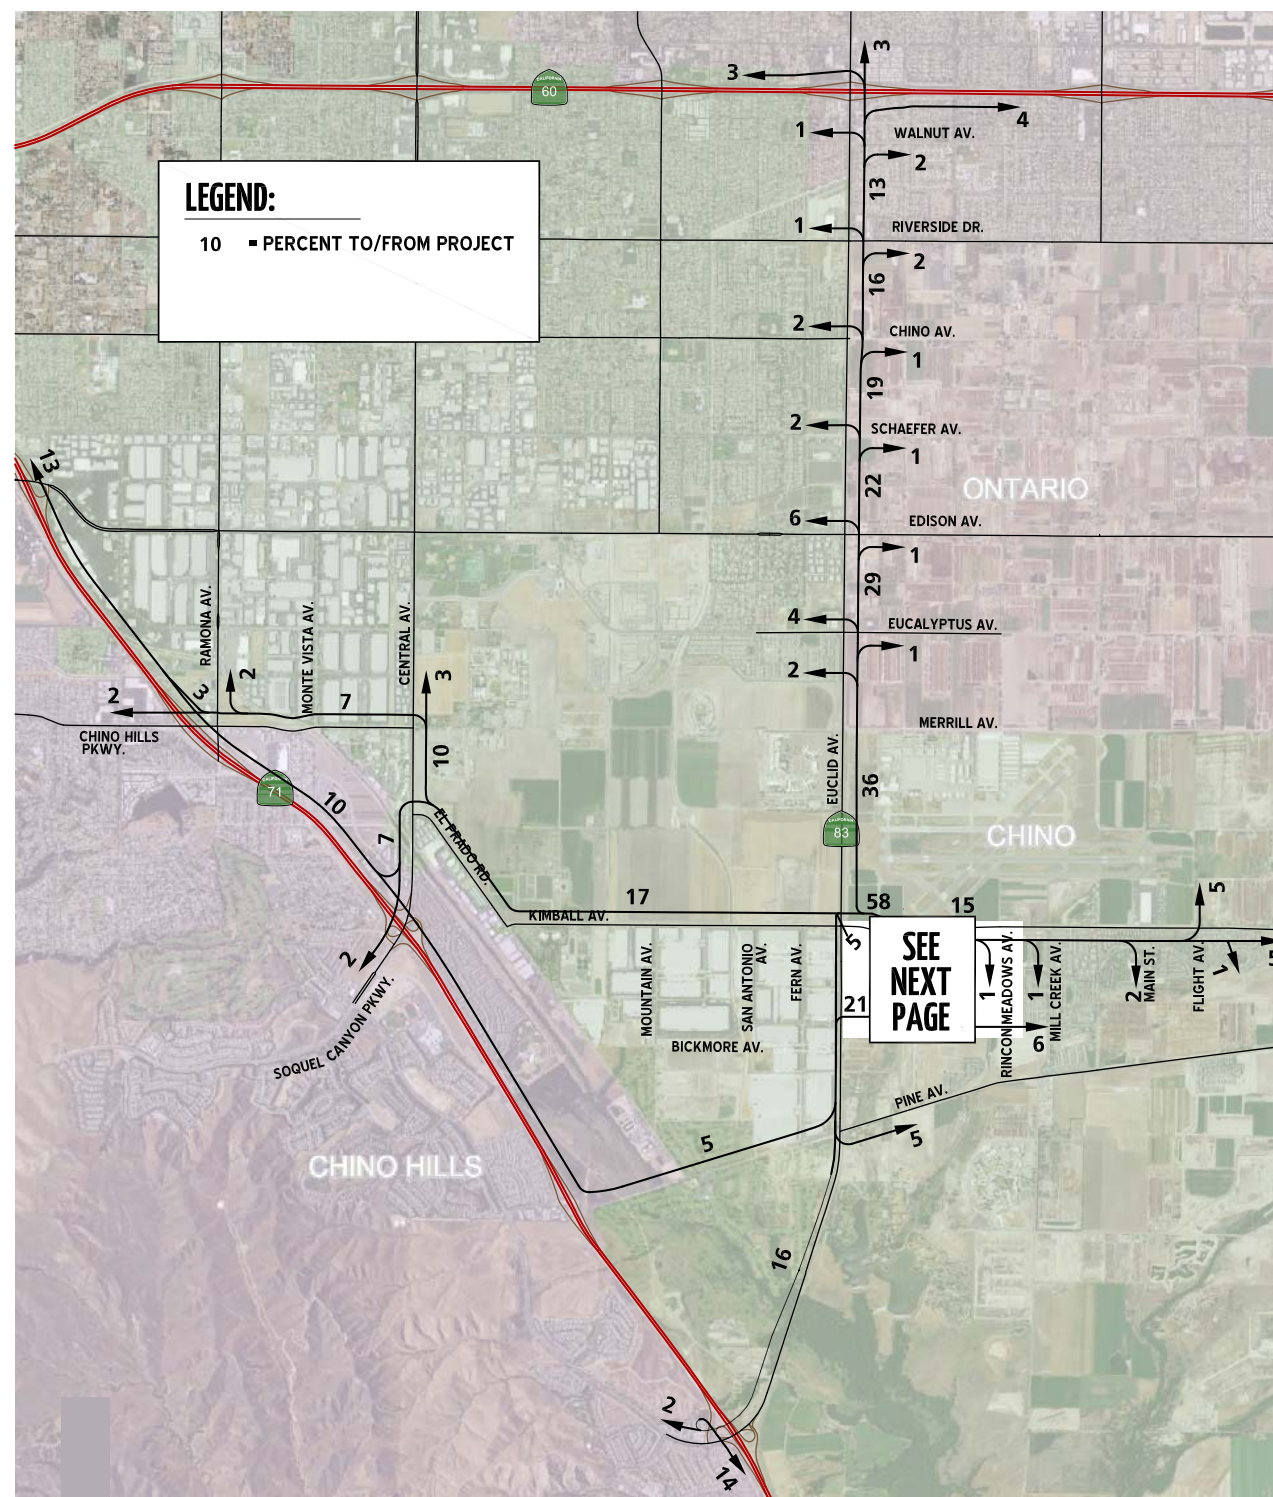 3
3
CALIFORNIA
60
4
1
WALNUT AV.
2
13
LEGEND:
10 = PERCENT TO/FROM PROJECT
1
RIVERSIDE DR.
2
16
2
CHINO AV.
1
19
2
SCHAEFER AV.
1
13
22
ONTARIO
6
EDISON AV.
1
29
RAMONA AV.
MONTE VISTA AV.
CENTRAL AV.
4
EUCALYPTUS AV.
1
2
2
3
3
2
7
MERRILL AV.
CHINO HILLS
PKWY.
10
EUCLID AV.
36
CALIFORNIA
71
10
7
EL PRADO RD.
CALIFORNIA
83
CHINO
17
KIMBALL AV.
58
15
5
5
SEE
NEXT
PAGE
2
SOQUEL CANYON PKWY.
MOUNTAIN AV.
SAN ANTONIO
AV.
FERN AV.
21
BICKMORE AV.
1
RINCON MEADOWS AV.
1
MILL CREEK AV.
2
MAIN ST.
FLIGHT AV.
1
6
PINE AV.
5
5
CHINO HILLS
16
2
14